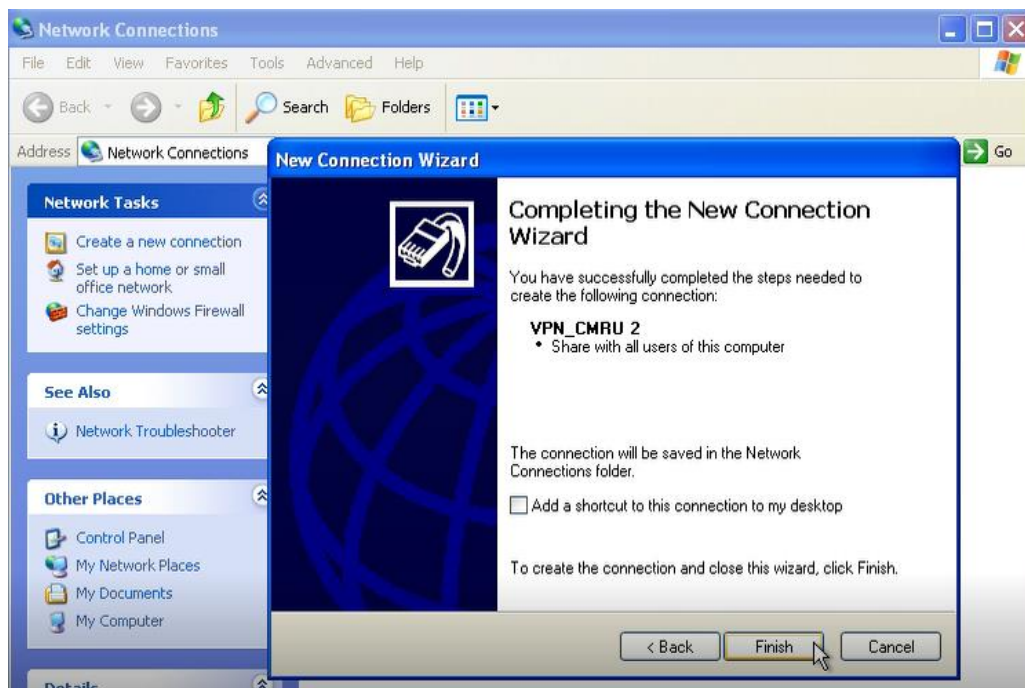 Network Connections
File Edit View Favorites Tools Advanced Help
Back Search Folders
Address Network Connections Go
Network Tasks
Create a new connection
Set up a home or small
office network
Change Windows Firewall
settings
See Also
Network Troubleshooter
Other Places
Control Panel
My Network Places
My Documents
My Computer
Details
New Connection Wizard
Completing the New Connection
Wizard
You have successfully completed the steps needed to
create the following connection:
VPN_CMRU 2
• Share with all users of this computer
The connection will be saved in the Network
Connections folder.
Add a shortcut to this connection to my desktop
To create the connection and close this wizard, click Finish.
< Back Finish Cancel